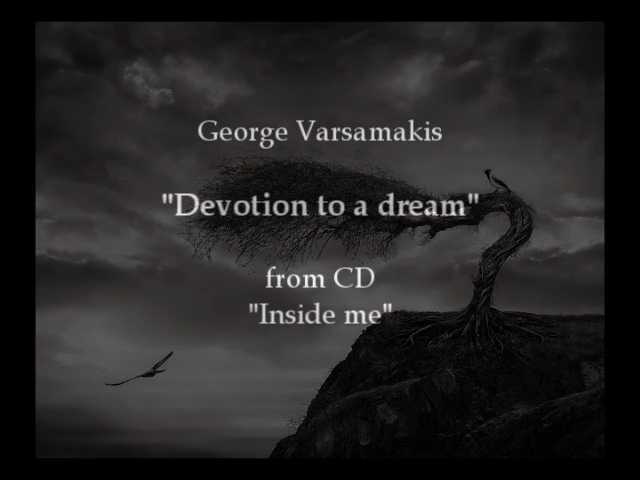 George Varsamakis
"Devotion to a dream"
from CD
"Inside me"